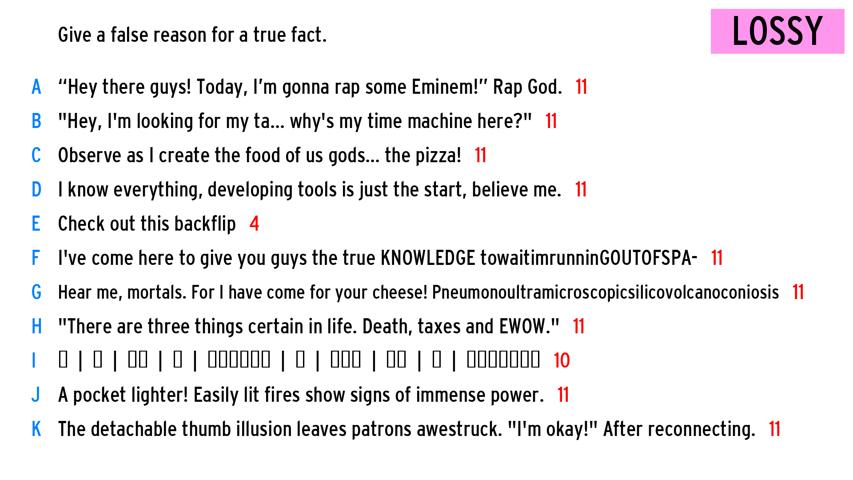 Give a false reason for a true fact.
LOSSY
A “Hey there guys! Today, I’m gonna rap some Eminem!” Rap God. 11
B "Hey, I'm looking for my ta... why's my time machine here?" 11
C Observe as I create the food of us gods... the pizza! 11
D I know everything, developing tools is just the start, believe me. 11
E Check out this backflip 4
F I've come here to give you guys the true KNOWLEDGE towaitimrunninGOUTOFSPA- 11
G Hear me, mortals. For I have come for your cheese! Pneumonoultramicroscopicsilicovolcanoconiosis 11
H "There are three things certain in life. Death, taxes and EWOW." 11
I ▯ | ▯ | ▯▯ | ▯ | ▯▯▯▯▯▯ | ▯ | ▯▯▯ | ▯▯ | ▯ | ▯▯▯▯▯▯▯ 10
J A pocket lighter! Easily lit fires show signs of immense power. 11
K The detachable thumb illusion leaves patrons awestruck. "I'm okay!" After reconnecting. 11